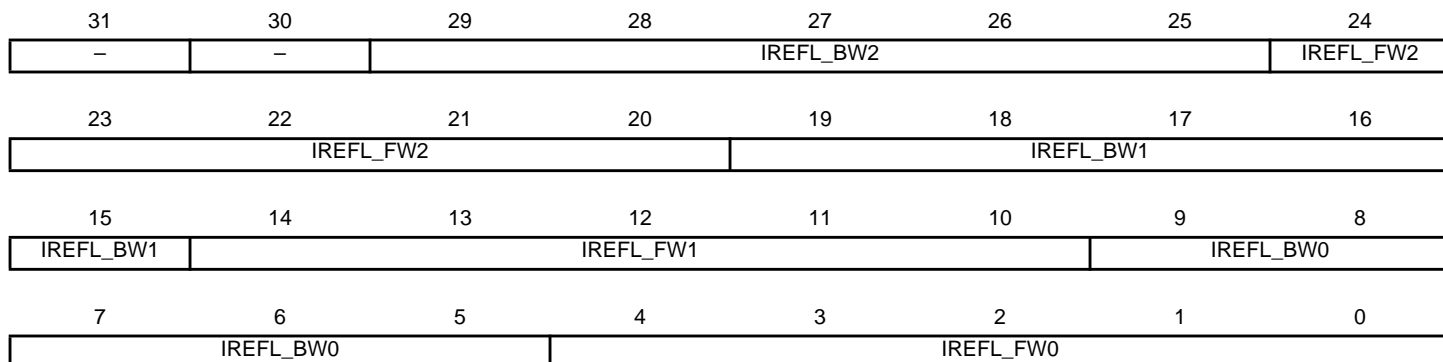 31 30 29 28 27 26 25 24
– – IREFL_BW2 IREFL_FW2
23 22 21 20 19 18 17 16
IREFL_FW2 IREFL_BW1
15 14 13 12 11 10 9 8
IREFL_BW1 IREFL_FW1 IREFL_BW0
7 6 5 4 3 2 1 0
IREFL_BW0 IREFL_FW0